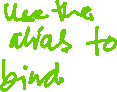 Use the
alias to
bind